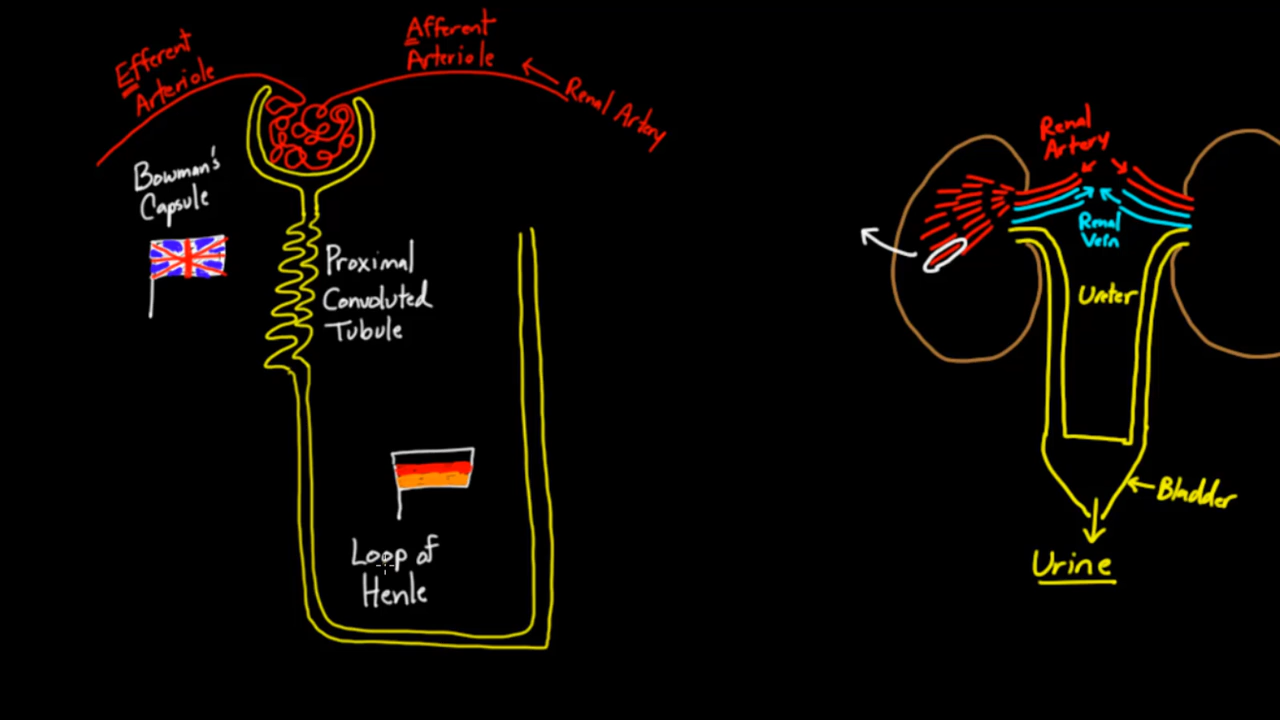 Efferent
Arteriole
Afferent
Arteriole
Renal Artery
Bowman's
Capsule
Proximal
Convoluted
Tubule
Loop of
Henle
Renal
Artery
Renal
Vein
Ureter
Bladder
Urine